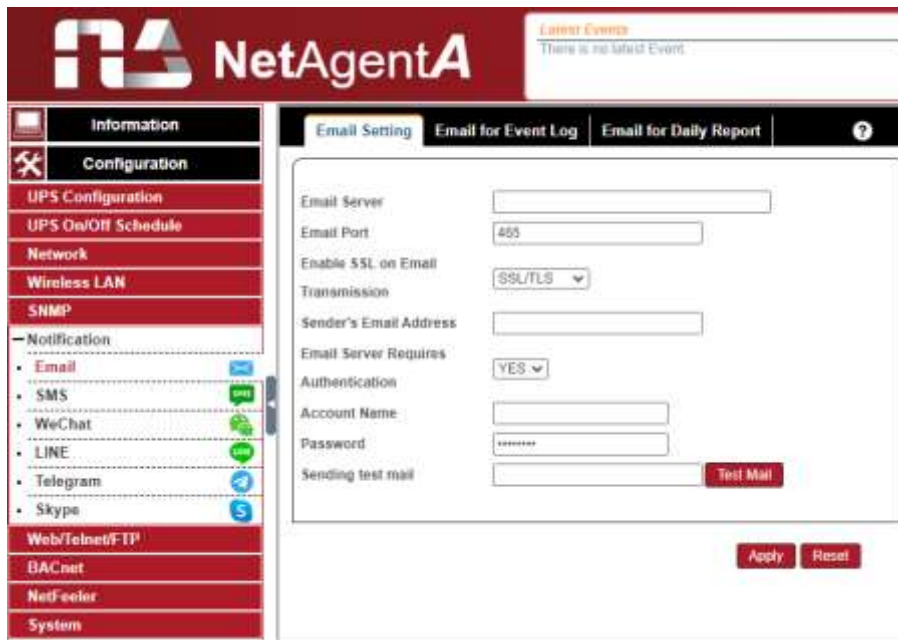 NetAgentA
Latest Events
There is no latest Event.
Information
Configuration
UPS Configuration
UPS On/Off Schedule
Network
Wireless LAN
SNMP
Notification
Email
SMS
WeChat
LINE
Telegram
Skype
Web/Telnet/FTP
BACnet
NetFeeler
System
Email Setting Email for Event Log Email for Daily Report ?
Email Server
Email Port 465
Enable SSL on Email
Transmission SSL/TLS
Sender's Email Address
Email Server Requires
Authentication YES
Account Name
Password ••••••••
Sending test mail Test Mail
Apply Reset